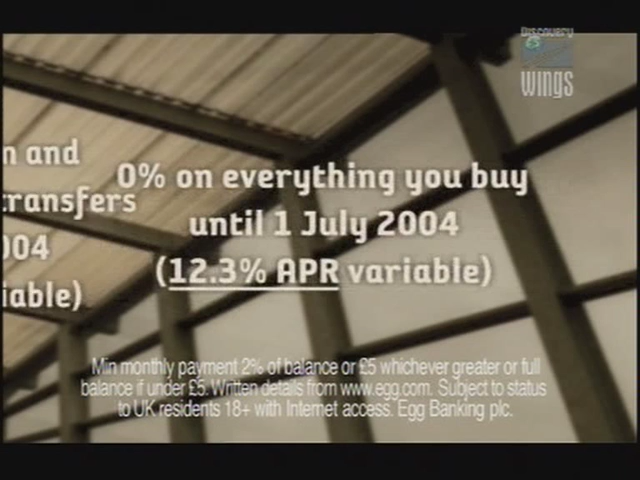 Discovery
WINGS
n and
transfers
004
iable)
0% on everything you buy
until 1 July 2004
(12.3% APR variable)
Min monthly payment 2% of balance or £5 whichever greater or full
balance if under £5. Written details from www.egg.com. Subject to status
to UK residents 18+ with Internet access. Egg Banking plc.